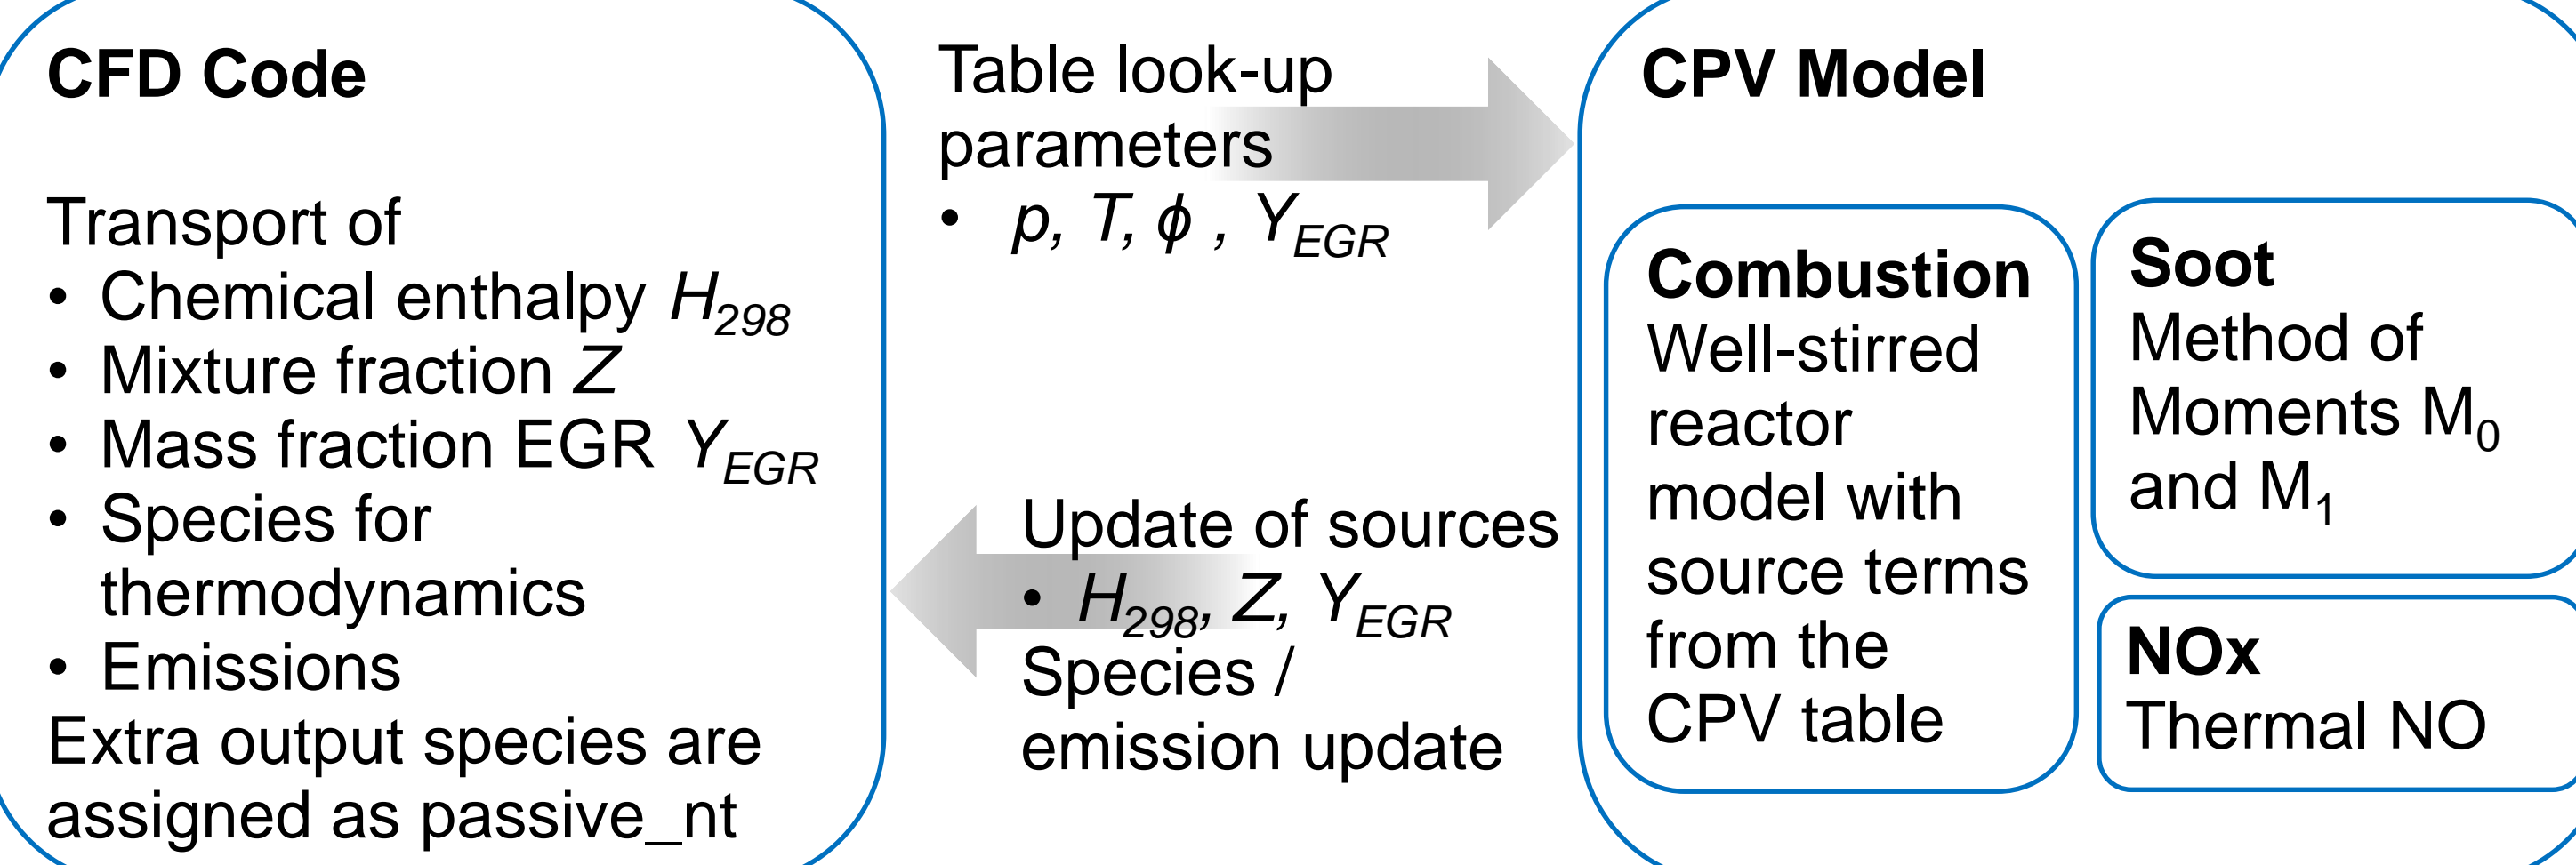 CFD Code
Transport of
• Chemical enthalpy H298
• Mixture fraction Z
• Mass fraction EGR YEGR
• Species for
thermodynamics
• Emissions
Extra output species are
assigned as passive_nt
Table look-up
parameters
• p, T, ϕ , YEGR
Update of sources
• H298, Z, YEGR
Species /
emission update
CPV Model
Combustion
Well-stirred
reactor
model with
source terms
from the
CPV table
Soot
Method of
Moments M0
and M1
NOx
Thermal NO